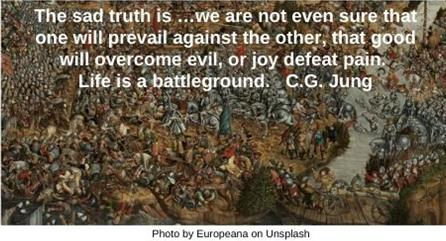 The sad truth is …we are not even sure that
one will prevail against the other, that good
will overcome evil, or joy defeat pain.
Life is a battleground.   C.G. Jung
Photo by Europeana on Unsplash